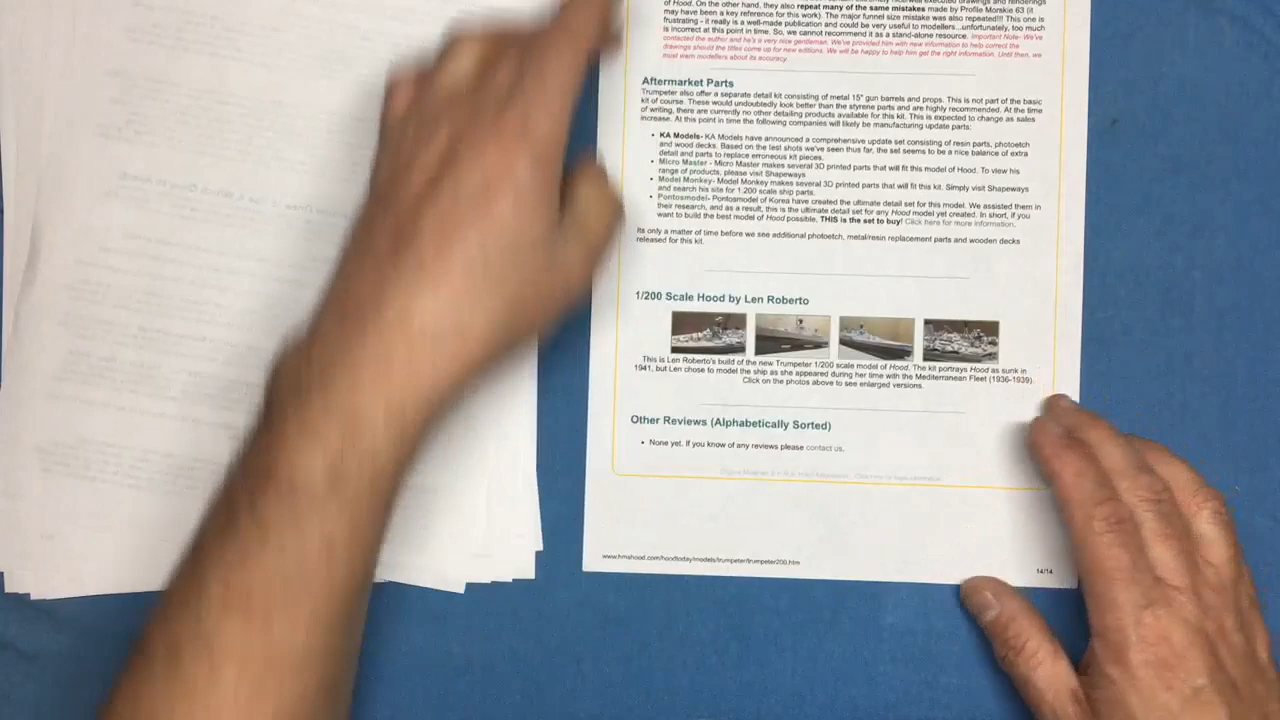 of Hood. On the other hand, they also repeat many of the same mistakes made by Profile Morskie 63 (it
may have been a key reference for this work). The major funnel size mistake was also repeated!!! This one is
frustrating - it really is a well-made publication and could be very useful to modellers...unfortunately, too much
is incorrect at this point in time. So, we cannot recommend it as a stand-alone resource. Important Note- We've
contacted the author and he's a very nice gentleman. We've provided him with new information to help correct the
drawings should the titles come up for new editions. We will be happy to help him get the right information. Until then, we
must warn modellers about its accuracy.
Aftermarket Parts
Trumpeter also offer a separate detail kit consisting of metal 15" gun barrels and props. This is not part of the basic
kit of course. These would undoubtedly look better than the styrene parts and are highly recommended. At the time
of writing, there are currently no other detailing products available for this kit. This is expected to change as sales
increase. At this point in time the following companies will likely be manufacturing update parts:
• KA Models- KA Models have announced a comprehensive update set consisting of resin parts, photoetch
and wood decks. Based on the test shots we've seen thus far, the set seems to be a nice balance of extra
detail and parts to replace erroneous kit pieces.
• Micro Master - Micro Master makes several 3D printed parts that will fit this model of Hood. To view his
range of products, please visit Shapeways
• Model Monkey- Model Monkey makes several 3D printed parts that will fit this kit. Simply visit Shapeways
and search his site for 1:200 scale ship parts.
• Pontosmodel- Pontosmodel of Korea have created the ultimate detail set for this model. We assisted them in
their research, and as a result, this is the ultimate detail set for any Hood model yet created. In short, if you
want to build the best model of Hood possible, THIS is the set to buy! Click here for more information.
Its only a matter of time before we see additional photoetch, metal/resin replacement parts and wooden decks
released for this kit.
1/200 Scale Hood by Len Roberto
This is Len Roberto's build of the new Trumpeter 1/200 scale model of Hood. The kit portrays Hood as sunk in
1941, but Len chose to model the ship as she appeared during her time with the Mediterranean Fleet (1936-1939).
Click on the photos above to see enlarged versions.
Other Reviews (Alphabetically Sorted)
• None yet. If you know of any reviews please contact us.
www.hmshood.com/hoodtoday/models/trumpeter/trumpeter200.htm
14/14